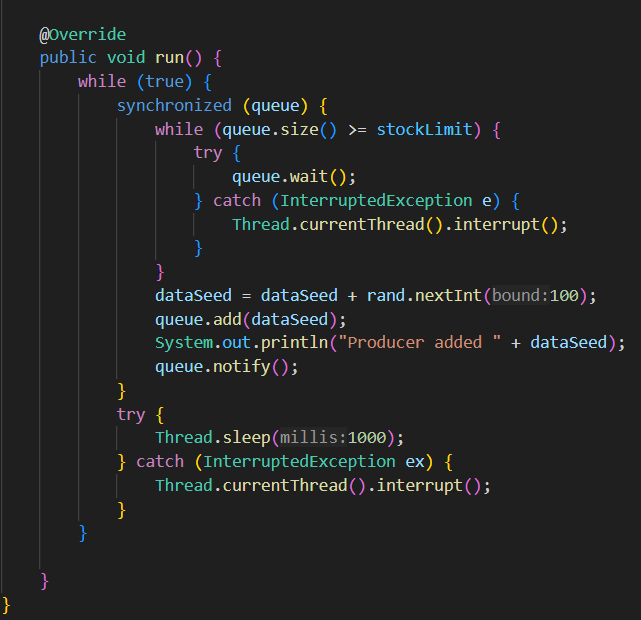 @Override
public void run() {
while (true) {
synchronized (queue) {
while (queue.size() >= stockLimit) {
try {
queue.wait();
} catch (InterruptedException e) {
Thread.currentThread().interrupt();
}
}
dataSeed = dataSeed + rand.nextInt(bound:100);
queue.add(dataSeed);
System.out.println("Producer added " + dataSeed);
queue.notify();
}
try {
Thread.sleep(millis:1000);
} catch (InterruptedException ex) {
Thread.currentThread().interrupt();
}
}
}
}